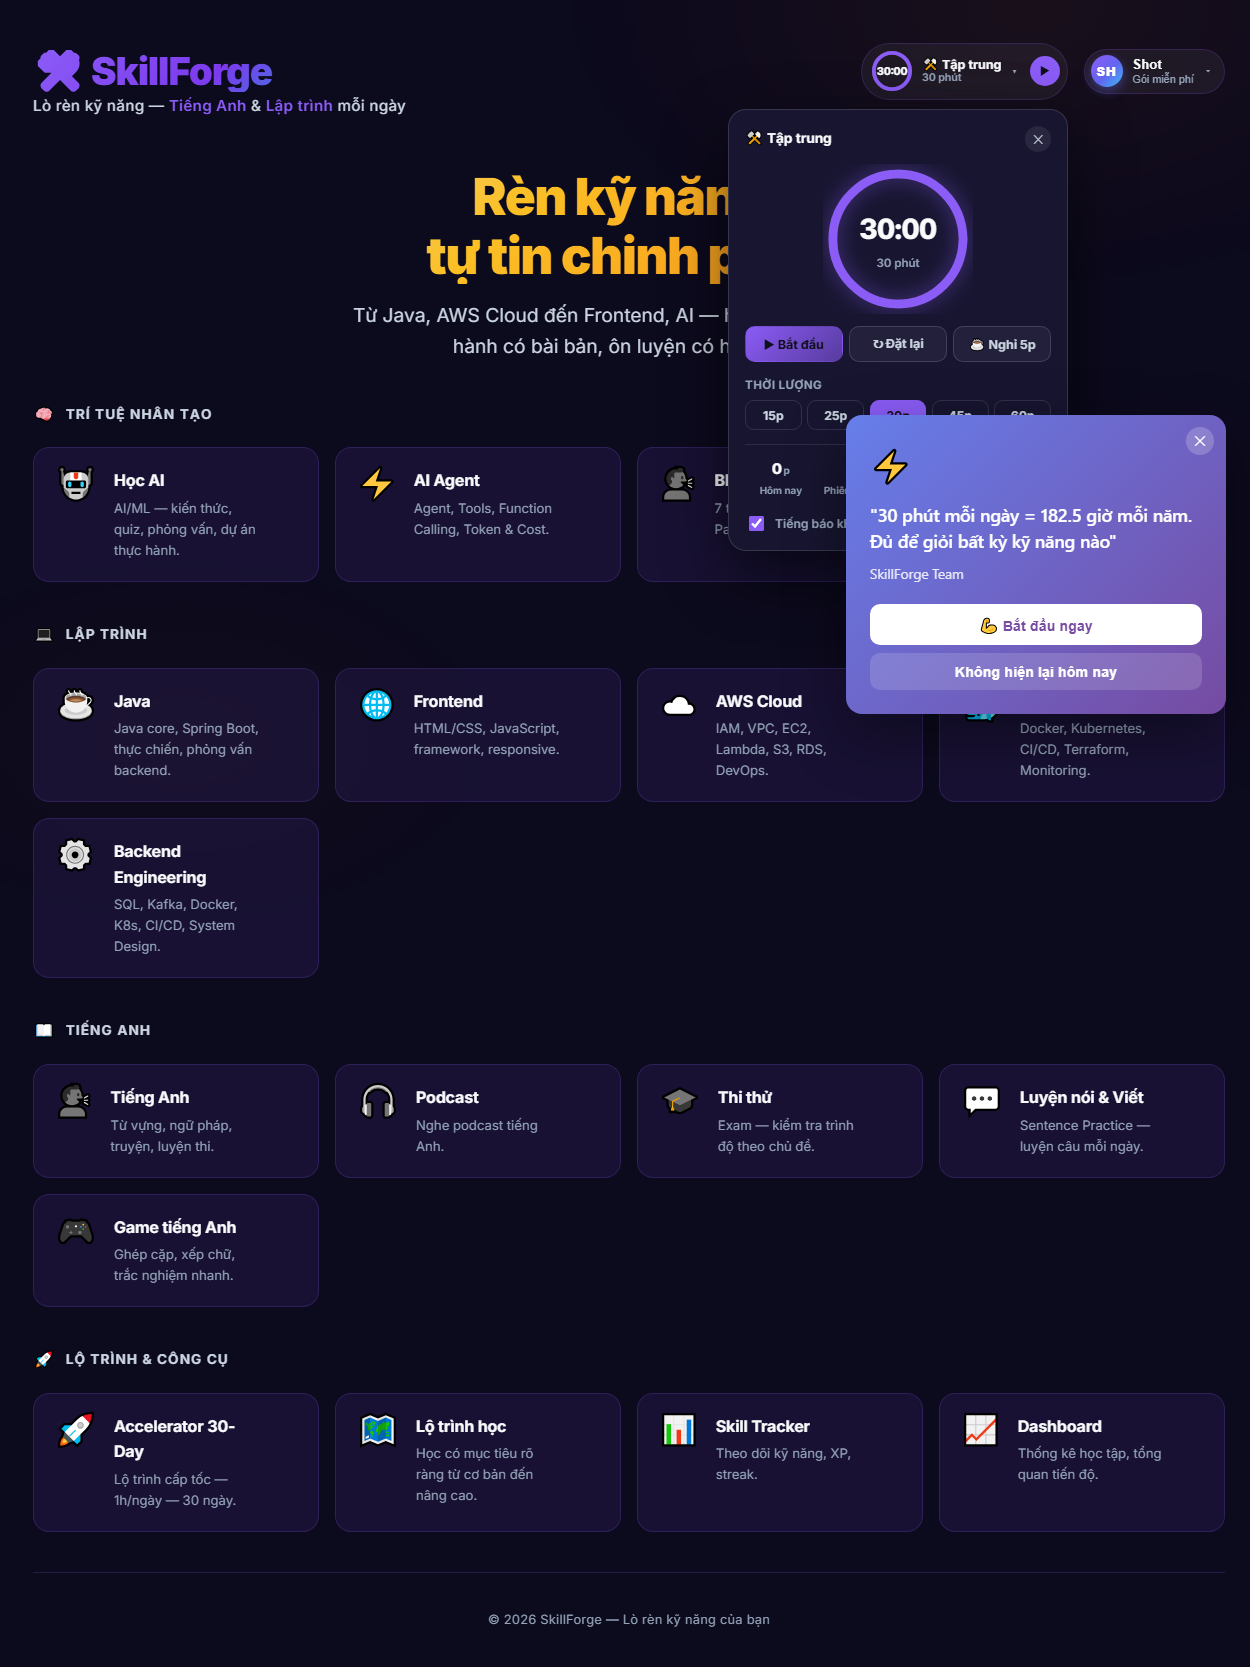 SkillForge
Lò rèn kỹ năng — Tiếng Anh & Lập trình mỗi ngày
30:00
Tập trung
30 phút
SH
Shot
Gói miễn phí
Rèn kỹ năn
tự tin chinh p
Từ Java, AWS Cloud đến Frontend, AI — h
hành có bài bản, ôn luyện có h
Tập trung
30:00
30 phút
▶ Bắt đầu
↻ Đặt lại
Nghỉ 5p
THỜI LƯỢNG
15p
25p
30p
45p
60p
0 p
Hôm nay
Phiên
Tiếng báo k
"30 phút mỗi ngày = 182.5 giờ mỗi năm.
Đủ để giỏi bất kỳ kỹ năng nào"
SkillForge Team
Bắt đầu ngay
Không hiện lại hôm nay
TRÍ TUỆ NHÂN TẠO
Học AI
AI/ML — kiến thức,
quiz, phỏng vấn, dự án
thực hành.
AI Agent
Agent, Tools, Function
Calling, Token & Cost.
7
Pa
LẬP TRÌNH
Java
Java core, Spring Boot,
thực chiến, phỏng vấn
backend.
Frontend
HTML/CSS, JavaScript,
framework, responsive.
AWS Cloud
IAM, VPC, EC2,
Lambda, S3, RDS,
DevOps.
Docker, Kubernetes,
CI/CD, Terraform,
Monitoring.
Backend
Engineering
SQL, Kafka, Docker,
K8s, CI/CD, System
Design.
TIẾNG ANH
Tiếng Anh
Từ vựng, ngữ pháp,
truyện, luyện thi.
Podcast
Nghe podcast tiếng
Anh.
Thi thử
Exam — kiểm tra trình
độ theo chủ đề.
Luyện nói & Viết
Sentence Practice —
luyện câu mỗi ngày.
Game tiếng Anh
Ghép cặp, xếp chữ,
trắc nghiệm nhanh.
LỘ TRÌNH & CÔNG CỤ
Accelerator 30-
Day
Lộ trình cấp tốc —
1h/ngày — 30 ngày.
Lộ trình học
Học có mục tiêu rõ
ràng từ cơ bản đến
nâng cao.
Skill Tracker
Theo dõi kỹ năng, XP,
streak.
Dashboard
Thống kê học tập, tổng
quan tiến độ.
© 2026 SkillForge — Lò rèn kỹ năng của bạn